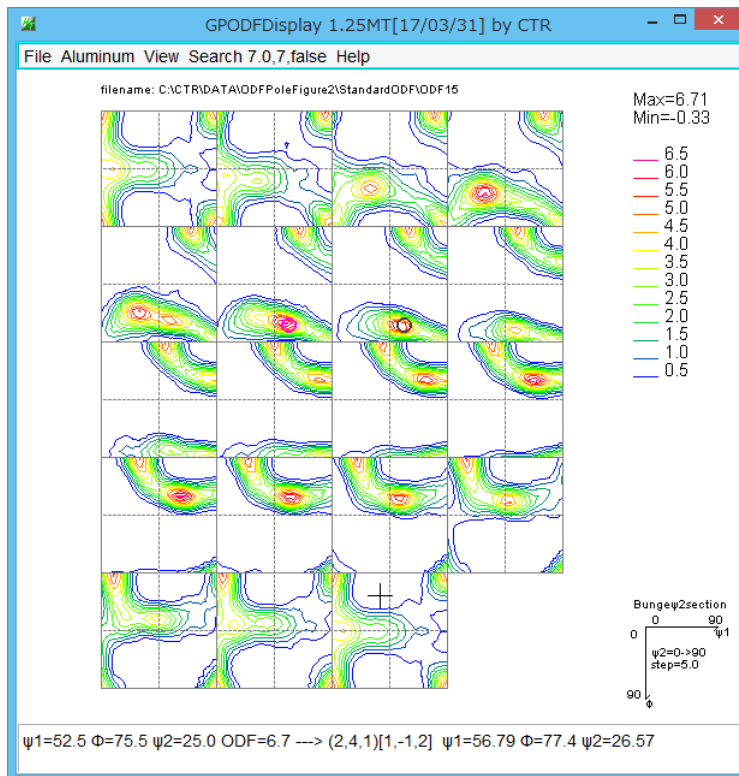 GPODFDisplay 1.25MT[17/03/31] by CTR
File Aluminum View Search 7.0,7,false Help
filename: C:\CTR\DATA\ODFPoleFigure2\StandardODF\ODF15
Max=6.71
Min=-0.33
6.5
6.0
5.5
5.0
4.5
4.0
3.5
3.0
2.5
2.0
1.5
1.0
0.5
Bungeψ2section
0 90
0 ψ1
ψ2=0->90
step=5.0
90
Φ
ψ1=52.5 Φ=75.5 ψ2=25.0 ODF=6.7 ---> (2,4,1)[1,-1,2] ψ1=56.79 Φ=77.4 ψ2=26.57